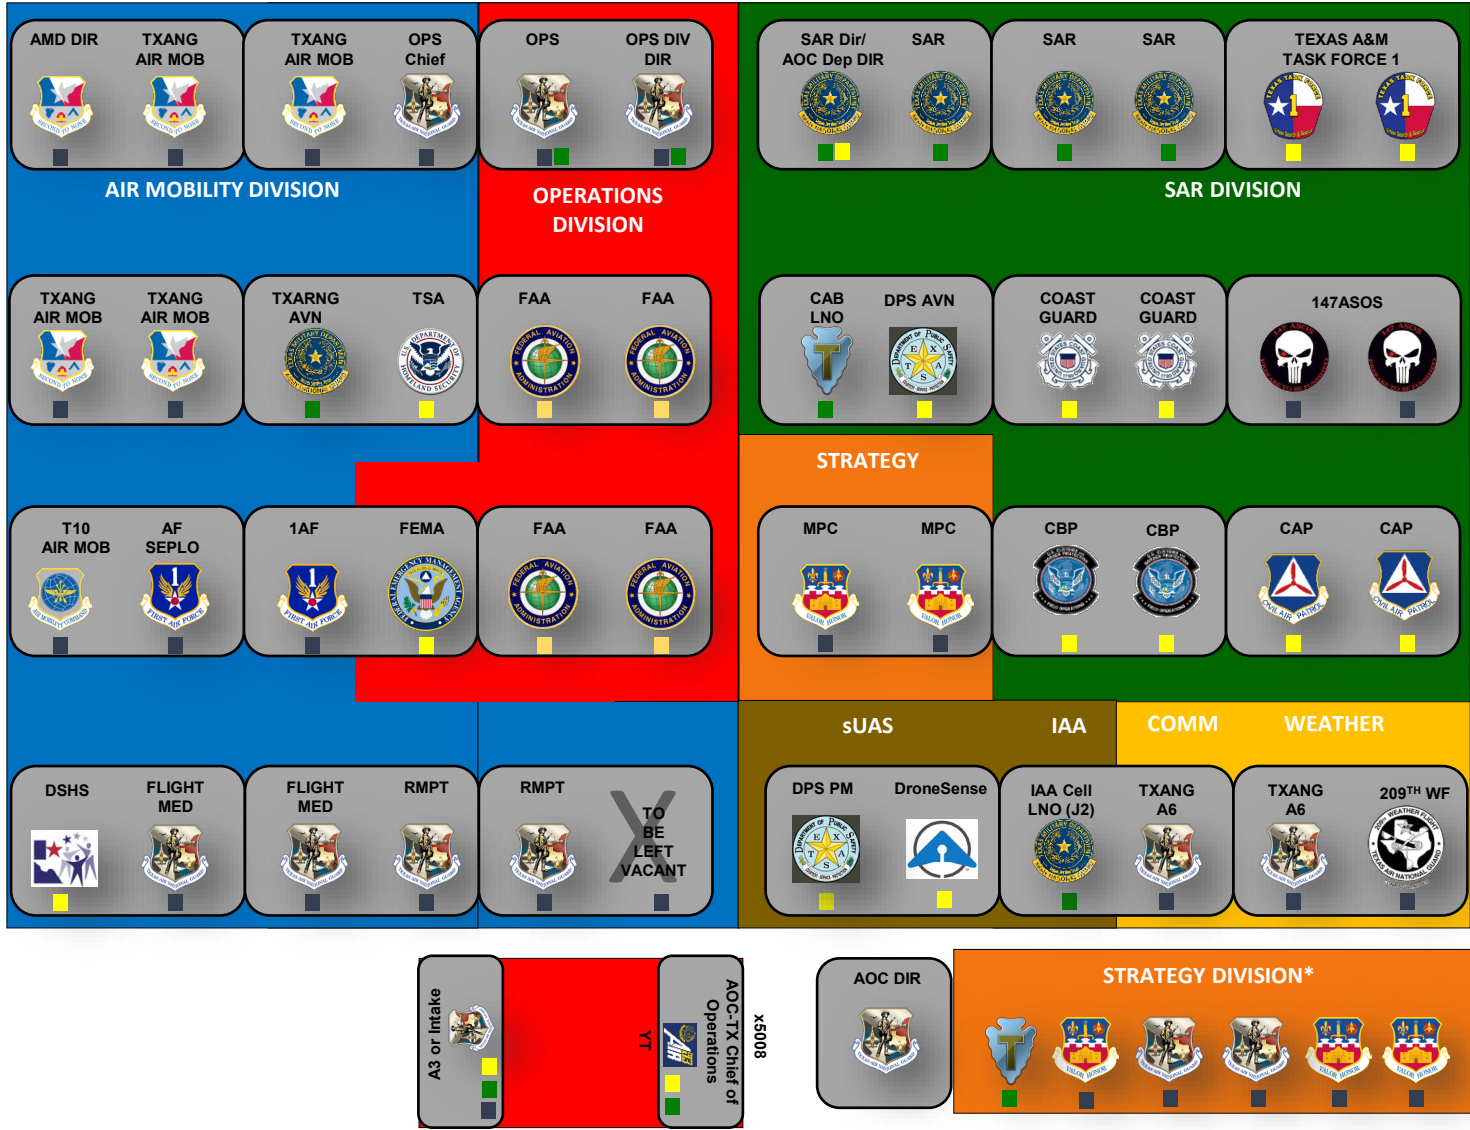 AMD DIR
TXANG
AIR MOB
TXANG
AIR MOB
OPS
Chief
OPS
OPS DIV
DIR
SAR Dir/
AOC Dep DIR
SAR
SAR
SAR
TEXAS A&M
TASK FORCE 1
AIR MOBILITY DIVISION
OPERATIONS
DIVISION
SAR DIVISION
TXANG
AIR MOB
TXANG
AIR MOB
TXARNG
AVN
TSA
FAA
FAA
CAB
LNO
DPS AVN
COAST
GUARD
COAST
GUARD
147ASOS
STRATEGY
T10
AIR MOB
AF
SEPLO
1AF
FEMA
FAA
FAA
MPC
MPC
CBP
CBP
CAP
CAP
sUAS
IAA
COMM
WEATHER
DSHS
FLIGHT
MED
FLIGHT
MED
RMPT
RMPT
X
TO
BE
LEFT
VACANT
DPS PM
DroneSense
IAA Cell
LNO (J2)
TXANG
A6
TXANG
A6
209TH WF
A3 or Intake
x5008
AOC-TX Chief of
Operations
YT
AOC DIR
STRATEGY DIVISION*